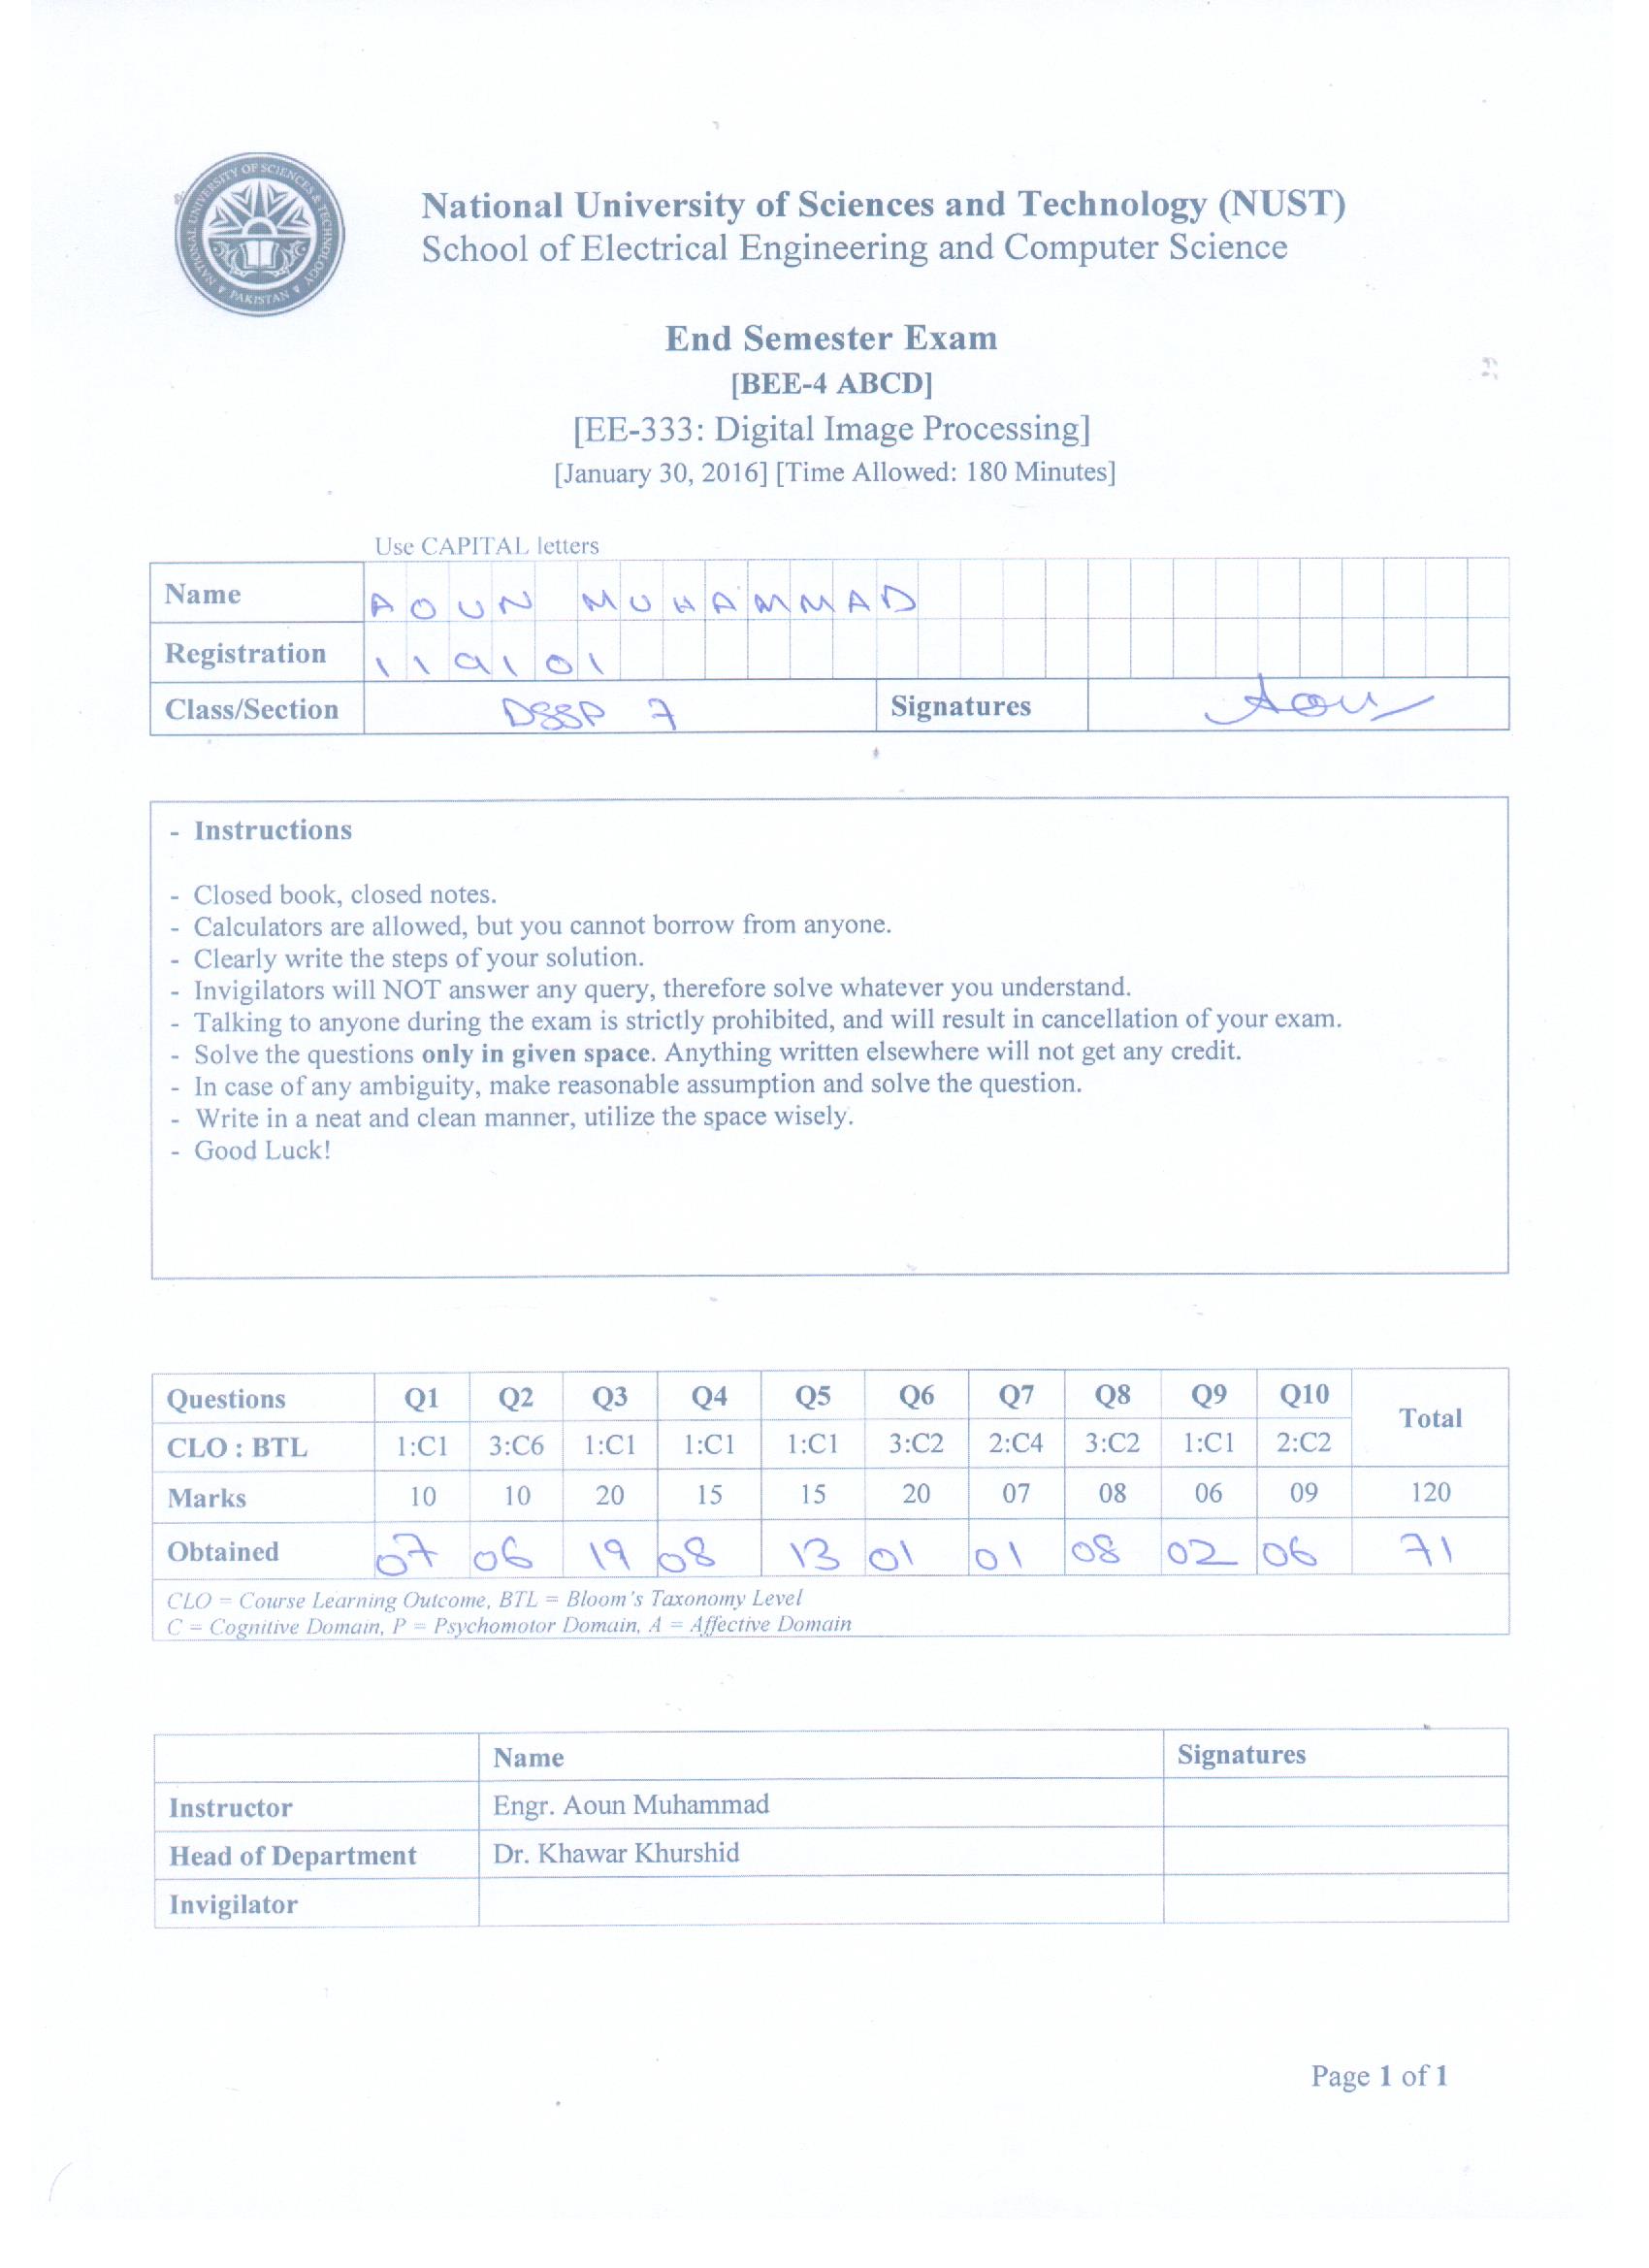 NATIONAL UNIVERSITY OF SCIENCES & TECHNOLOGY
PAKISTAN
National University of Sciences and Technology (NUST)
School of Electrical Engineering and Computer Science
End Semester Exam
[BEE-4 ABCD]
[EE-333: Digital Image Processing]
[January 30, 2016] [Time Allowed: 180 Minutes]
Use CAPITAL letters
Name AOUN MUHAMMAD
Registration 119101
Class/Section DSSP 7 Signatures Aoun
- Instructions
- Closed book, closed notes.
- Calculators are allowed, but you cannot borrow from anyone.
- Clearly write the steps of your solution.
- Invigilators will NOT answer any query, therefore solve whatever you understand.
- Talking to anyone during the exam is strictly prohibited, and will result in cancellation of your exam.
- Solve the questions only in given space. Anything written elsewhere will not get any credit.
- In case of any ambiguity, make reasonable assumption and solve the question.
- Write in a neat and clean manner, utilize the space wisely.
- Good Luck!
Questions Q1 Q2 Q3 Q4 Q5 Q6 Q7 Q8 Q9 Q10 Total
CLO : BTL 1:C1 3:C6 1:C1 1:C1 1:C1 3:C2 2:C4 3:C2 1:C1 2:C2
Marks 10 10 20 15 15 20 07 08 06 09 120
Obtained 07 06 19 08 13 01 01 08 02 06 71
CLO = Course Learning Outcome, BTL = Bloom's Taxonomy Level
C = Cognitive Domain, P = Psychomotor Domain, A = Affective Domain
Name Signatures
Instructor Engr. Aoun Muhammad
Head of Department Dr. Khawar Khurshid
Invigilator
Page 1 of 1